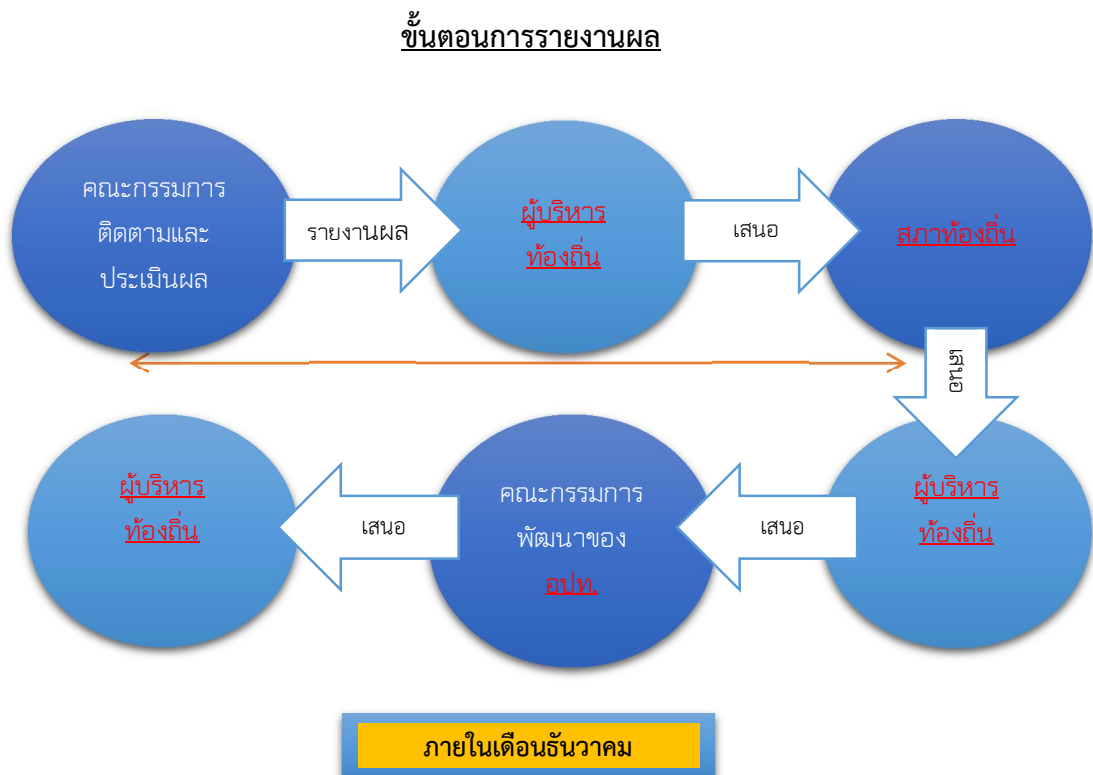 ขั้นตอนการรายงานผล
คณะกรรมการ
ติดตามและ
ประเมินผล
รายงานผล
ผู้บริหาร
ท้องถิ่น
เสนอ
สภาท้องถิ่น
เสนอ
ผู้บริหาร
ท้องถิ่น
เสนอ
คณะกรรมการ
พัฒนาของ
อปท.
เสนอ
ผู้บริหาร
ท้องถิ่น
ภายในเดือนธันวาคม